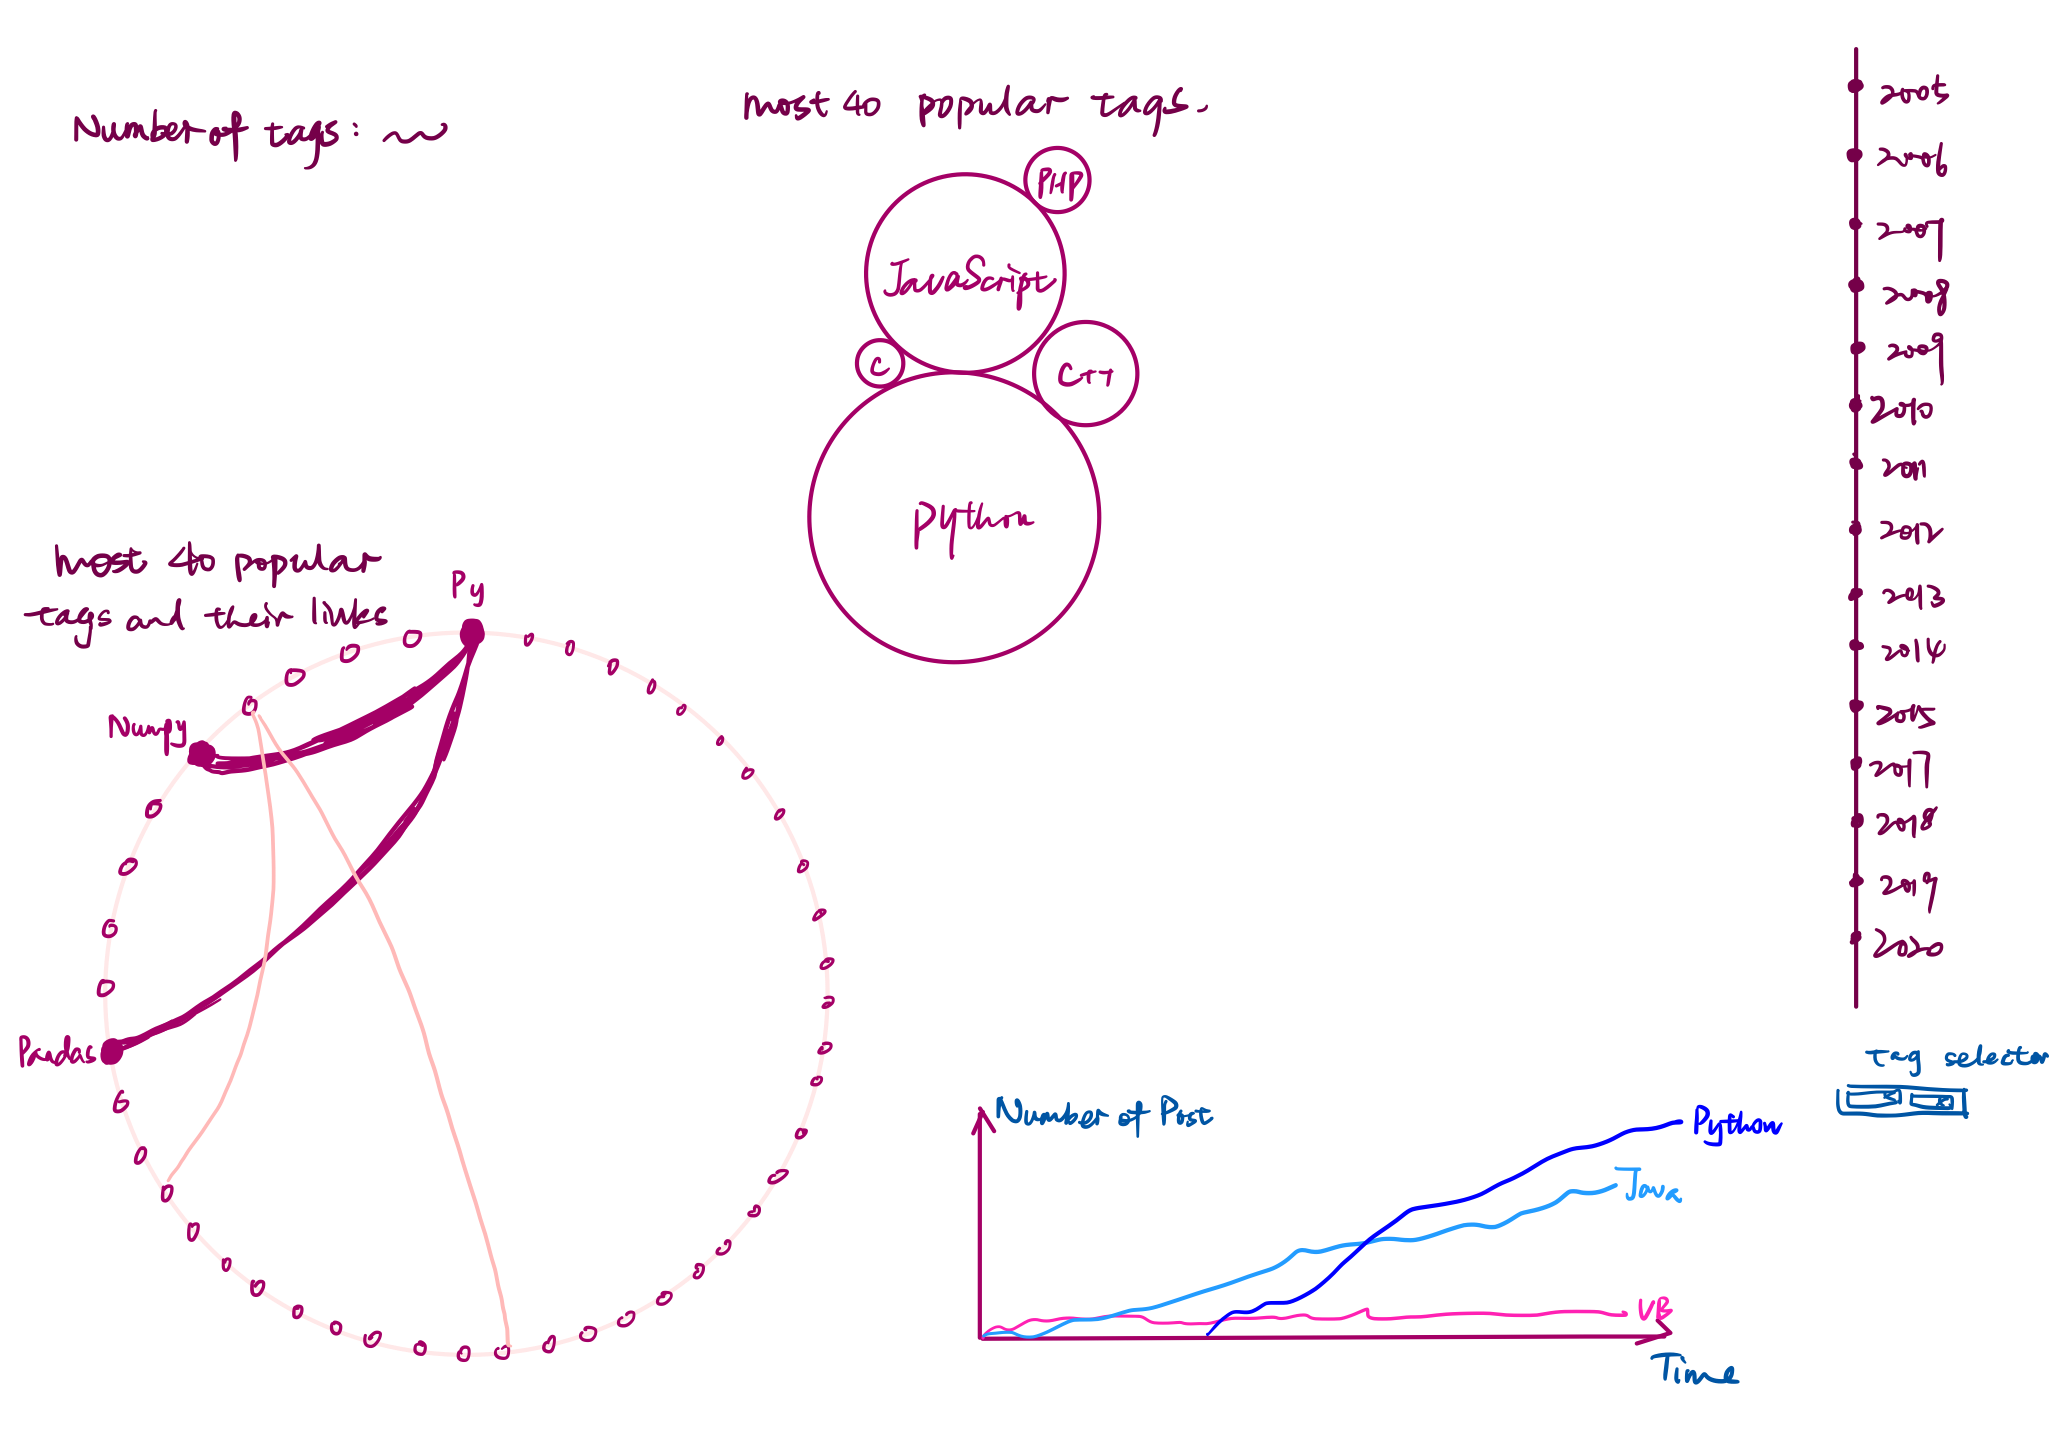 Number of tags:
most 40 popular tags.
PHP
JavaScript
C
C++
Python
most 40 popular
tags and their links
Py
Numpy
Pandas
2005
2006
2007
2008
2009
2010
2011
2012
2013
2014
2015
2017
2018
2019
2020
Tag selector
Number of Post
Python
Java
VB
Time